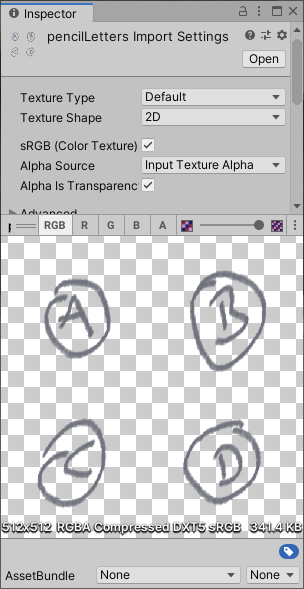 Inspector
pencilLetters Import Settings
Open
Texture Type Default
Texture Shape 2D
sRGB (Color Texture)
Alpha Source Input Texture Alpha
Alpha Is Transparenc
Advanced
RGB R G B A
A B
C D
512x512 RGBA Compressed DXT5 sRGB 341.4 KB
AssetBundle None None